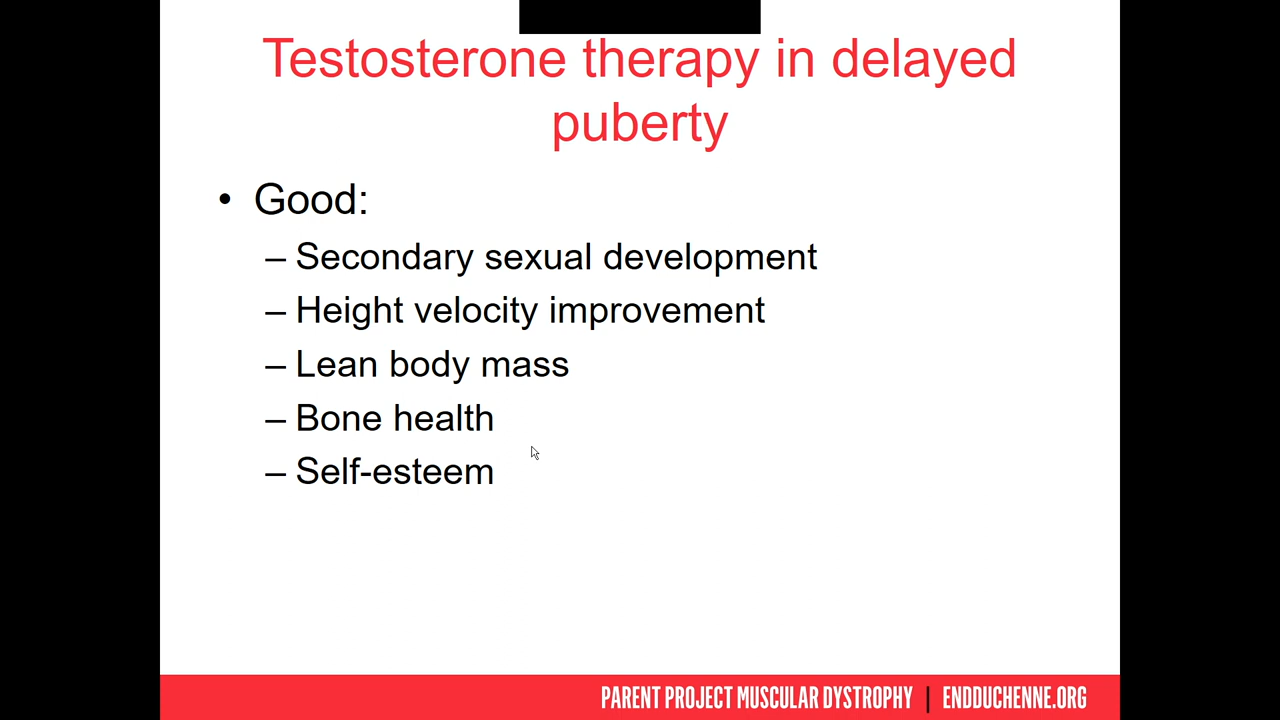 Testosterone therapy in delayed
puberty
• Good:
– Secondary sexual development
– Height velocity improvement
– Lean body mass
– Bone health
– Self-esteem
PARENT PROJECT MUSCULAR DYSTROPHY | ENDDUCHENNE.ORG